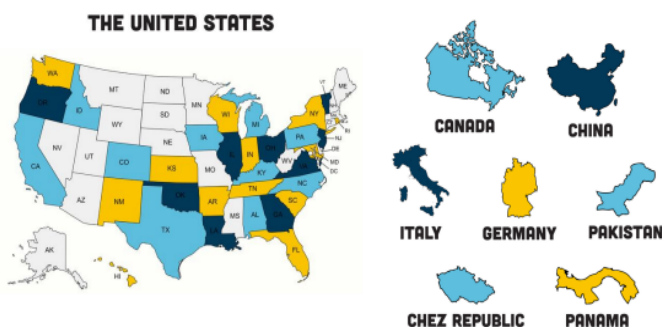 THE UNITED STATES
WA
MT
ND
MN
VT
ME
OR
ID
SD
WI
MI
NY
WY
IA
PA
RI
NE
NJ
NV
UT
CO
IL
IN
OH
DE
CA
KS
MO
WV
VA
MD
KY
DC
NC
TN
AZ
NM
OK
AR
SC
MS
AL
GA
TX
LA
AK
HI
FL
CANADA
CHINA
ITALY
GERMANY
PAKISTAN
CHEZ REPUBLIC
PANAMA